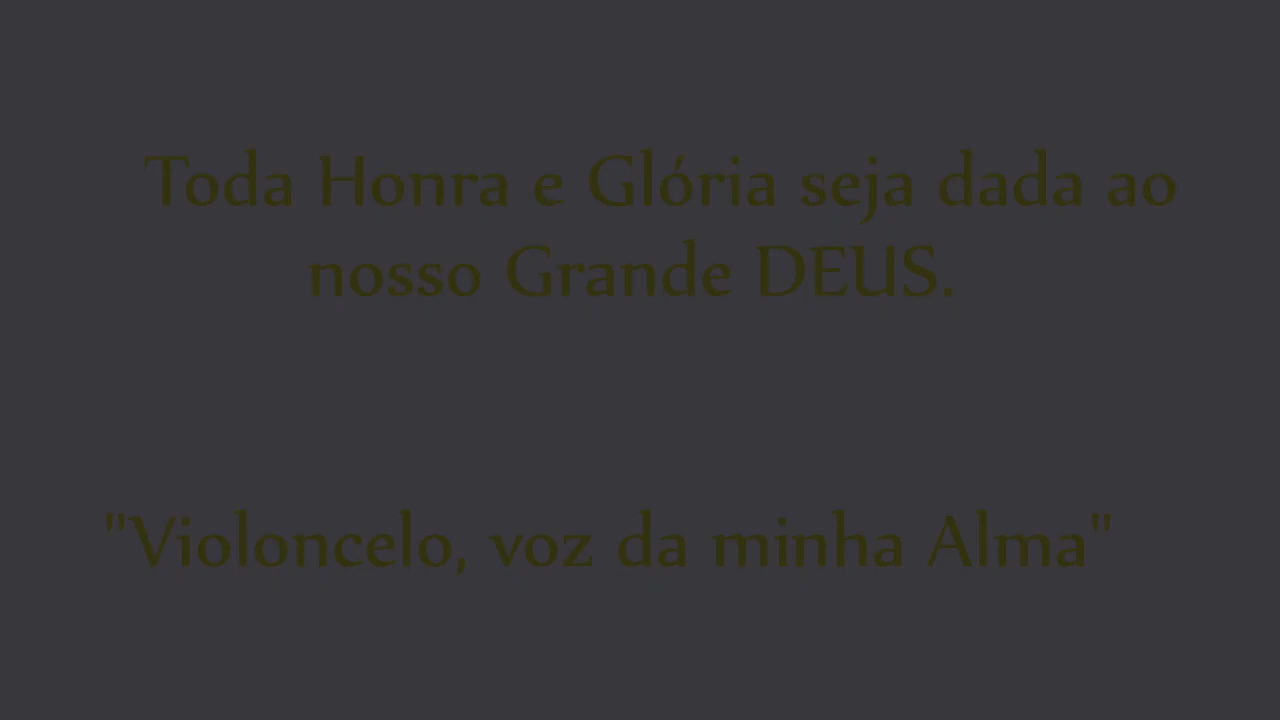 Toda Honra e Glória seja dada ao
nosso Grande DEUS.
"Violoncelo, voz da minha Alma"